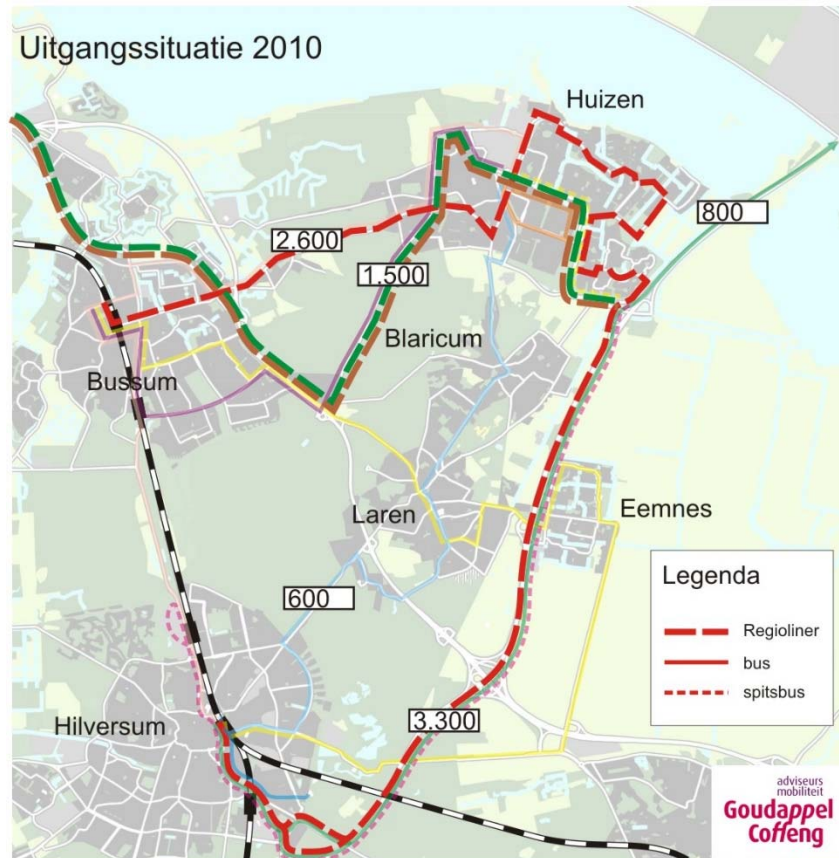 Uitgangssituatie 2010
Huizen
800
2.600
1.500
Blaricum
Bussum
Laren
Eemnes
600
Legenda
Regioliner
bus
spitsbus
3.300
Hilversum
adviseurs
mobiliteit
Goudappel
Coffeng